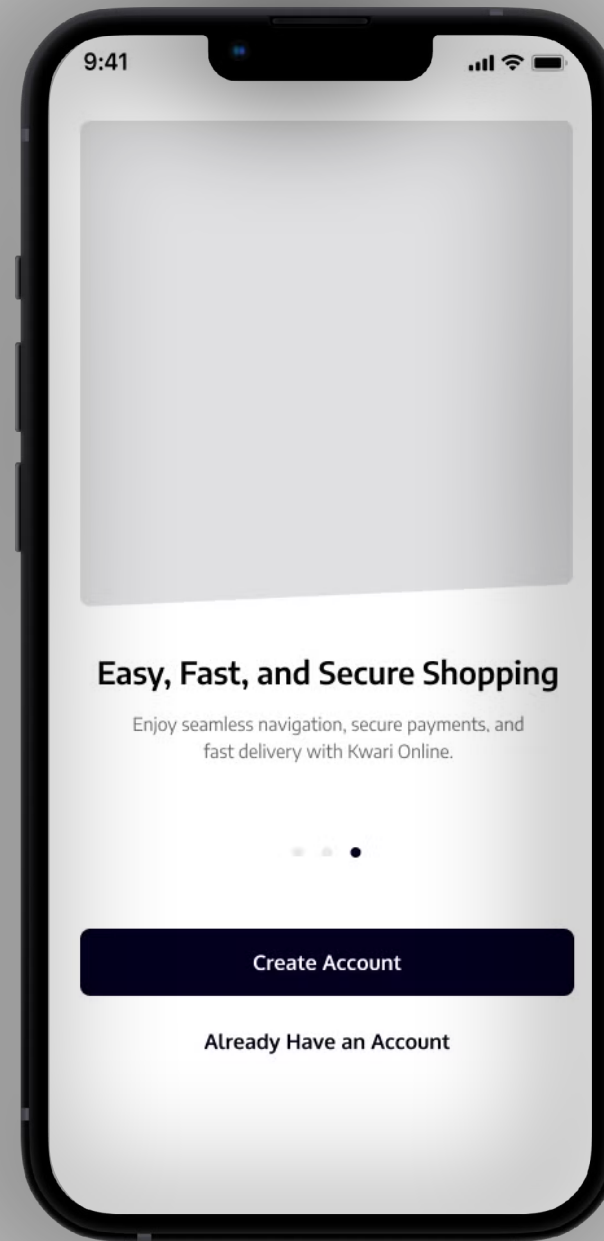 9:41
Easy, Fast, and Secure Shopping
Enjoy seamless navigation, secure payments, and
fast delivery with Kwari Online.
Create Account
Already Have an Account